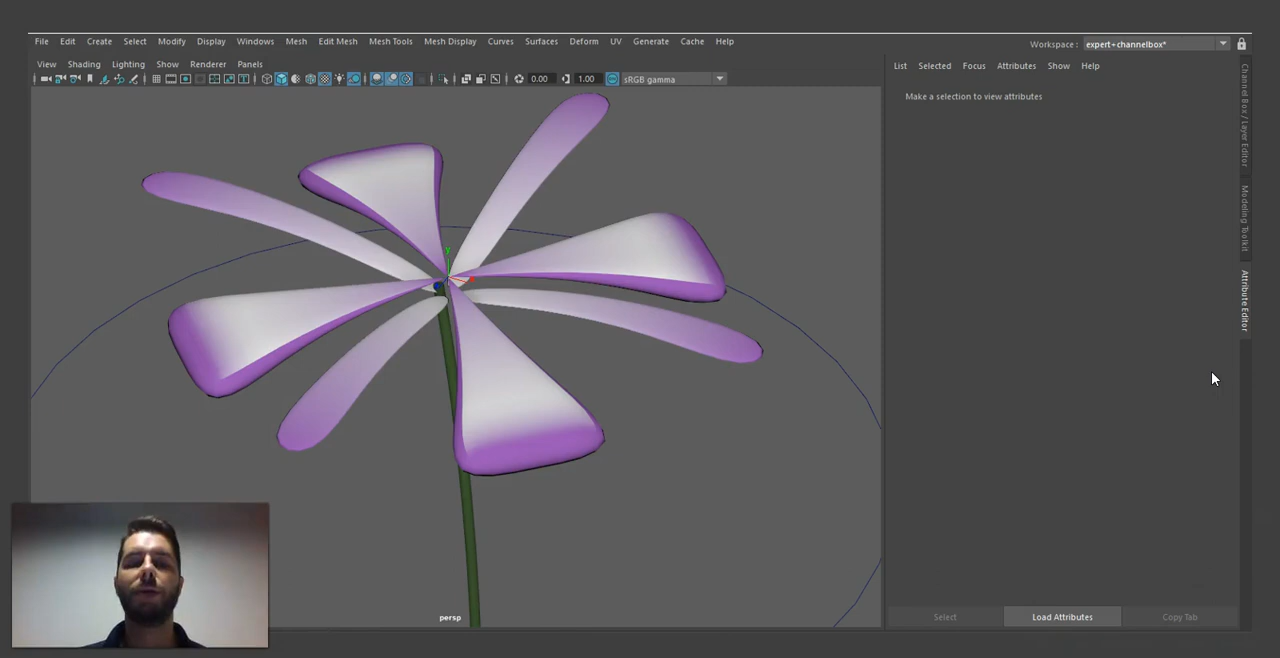 File Edit Create Select Modify Display Windows Mesh Edit Mesh Mesh Tools Mesh Display Curves Surfaces Deform UV Generate Cache Help
Workspace : expert+channelbox*
View Shading Lighting Show Renderer Panels
List Selected Focus Attributes Show Help
0.00 1.00 sRGB gamma
Make a selection to view attributes
Channel Box / Layer Editor
Modeling Toolkit
Attribute Editor
y
persp
Select Load Attributes Copy Tab